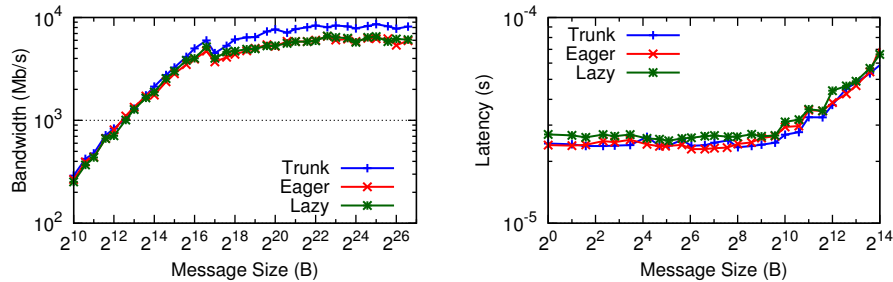 Bandwidth (Mb/s)
10^4
10^3
10^2
Trunk
Eager
Lazy
2^10 2^12 2^14 2^16 2^18 2^20 2^22 2^24 2^26
Message Size (B)
Latency (s)
10^-4
10^-5
Trunk
Eager
Lazy
2^0 2^2 2^4 2^6 2^8 2^10 2^12 2^14
Message Size (B)